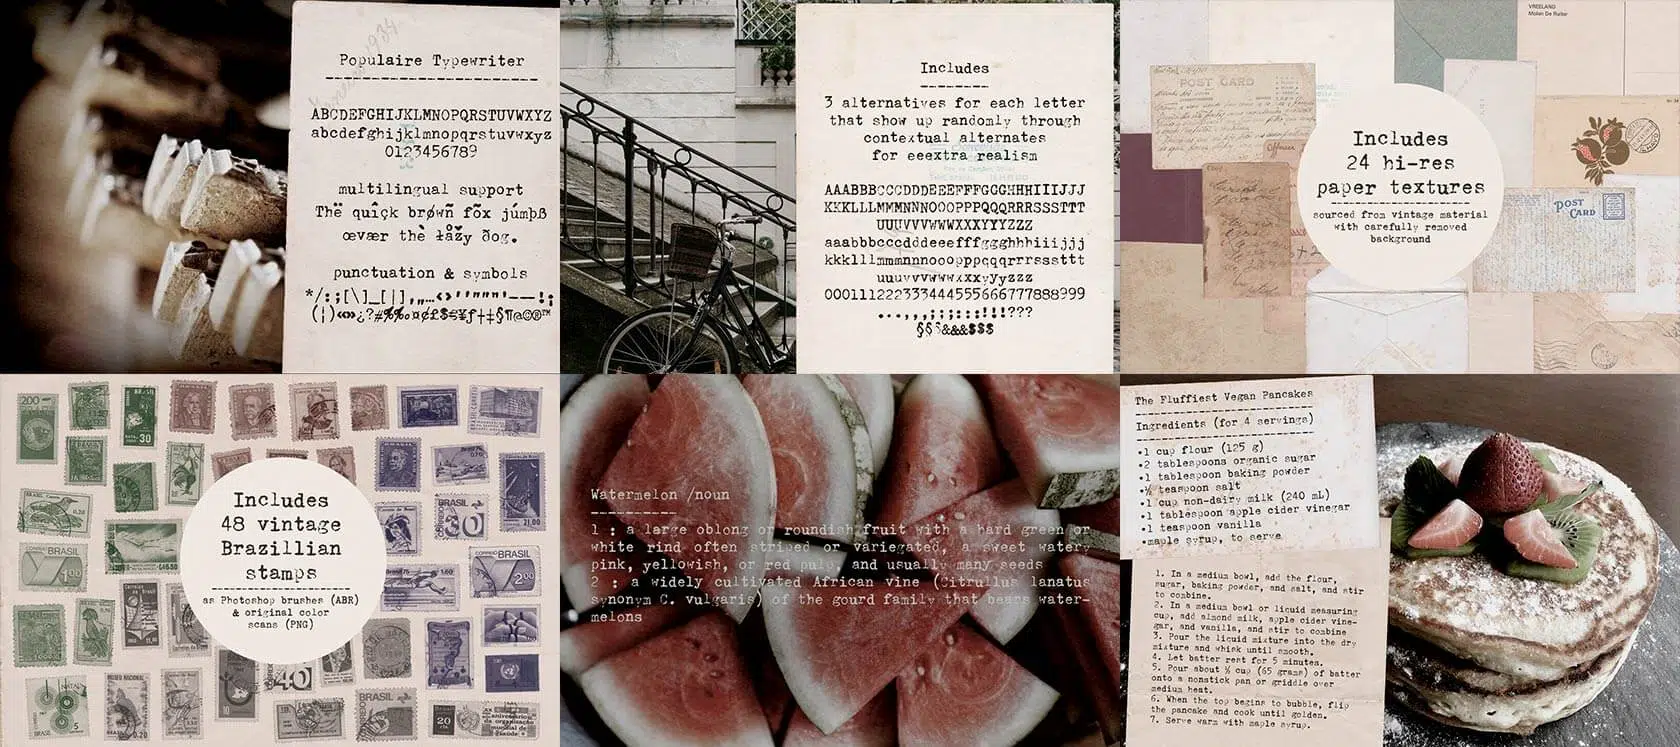 Populaire Typewriter
ABCDEFGHIJKLMNOPQRSTUVWXYZ
abcdefghijklmnopqrstuvwxyz
0123456789
multilingual support
Thë quîçk brøwñ fõx júmpß
œvær thè łåžy ðog.
punctuation & symbols
Includes
3 alternatives for each letter
that show up randomly through
contextual alternates
for eeextra realism
AAABBBCCCDDDEEEFFFGGGHHHIIIJJJ
KKKLLLMMMNNNOOOPPPQQQRRRSSSTTT
UUUVVVWWWXXXYYYZZZ
aaabbbcccdddeeefffggghhhiiijjj
kkklllmmmnnnooopppqqqrrrsssttt
uuuvvvwwwxxxyyyzzz
000111222333444555666777888999
...,,,;;;:::!!!???
§§§&&&$$$
VREELAND
Molen De Ruiter
POST CARD
Includes
24 hi-res
paper textures
sourced from vintage material
with carefully removed
background
POST
CARD
Includes
48 vintage
Brazillian
stamps
as Photoshop brushes (ABR)
& original color
scans (PNG)
Watermelon /noun
1 : a large oblong or roundish fruit with a hard green or
white rind often striped or variegated, a sweet watery
pink, yellowish, or red pulp, and usually many seeds
2 : a widely cultivated African vine (Citrullus lanatus
synonym C. vulgaris) of the gourd family that bears water-
melons
The Fluffiest Vegan Pancakes
Ingredients (for 4 servings)
•1 cup flour (125 g)
•2 tablespoons organic sugar
•1 tablespoon baking powder
•½ teaspoon salt
•1 cup non-dairy milk (240 mL)
•1 tablespoon apple cider vinegar
•1 teaspoon vanilla
•maple syrup, to serve
1. In a medium bowl, add the flour,
sugar, baking powder, and salt, and stir
to combine.
2. In a medium bowl or liquid measuring
cup, add almond milk, apple cider vine-
gar, and vanilla, and stir to combine
3. Pour the liquid mixture into the dry
mixture and whisk until smooth.
4. Let batter rest for 5 minutes.
5. Pour about ½ cup (65 grams) of batter
onto a nonstick pan or griddle over
medium heat.
6. When the top begins to bubble, flip
the pancake and cook until golden.
7. Serve warm with maple syrup.